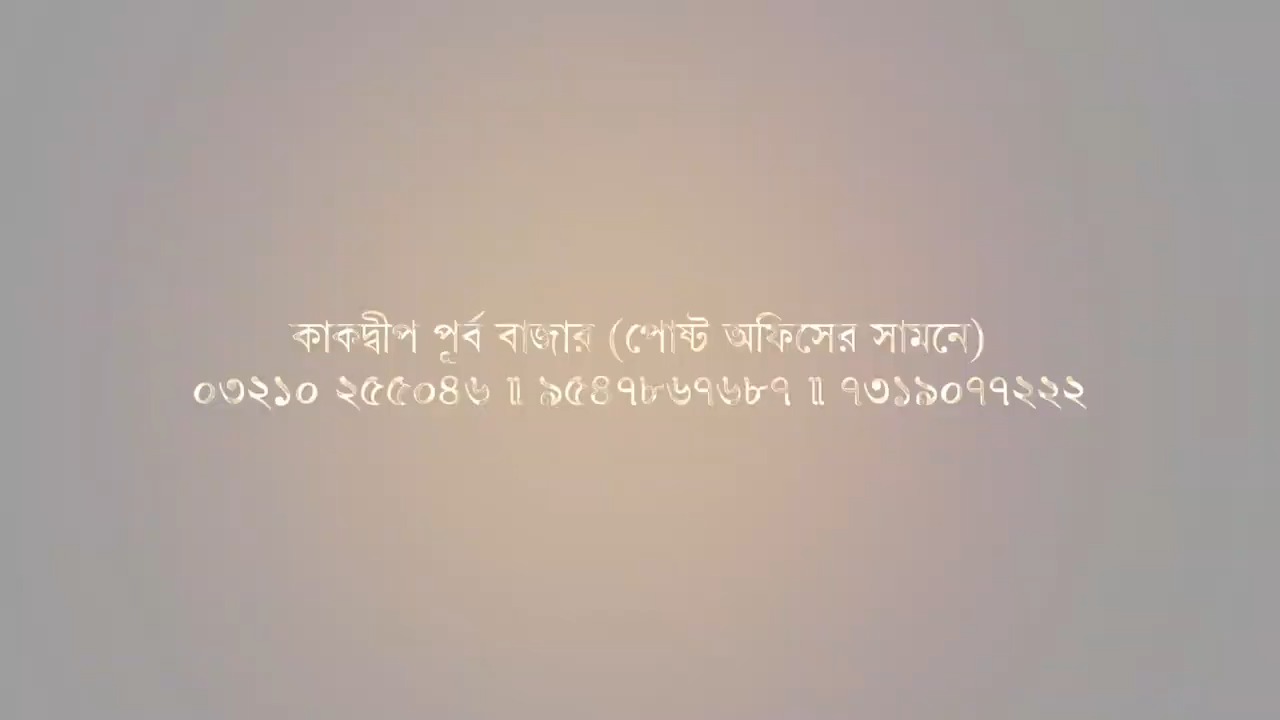 কাকদ্বীপ পূর্ব বাজার (পোষ্ট অফিসের সামনে)
০৩২১০ ২৫৫০৪৬ ॥ ৯৫৪৭৮৬৭৬৮৭ ॥ ৭৩১৯০৭৭২২২